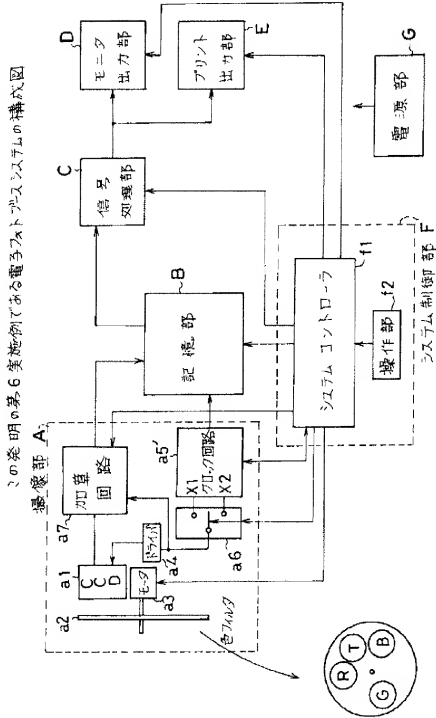 この発明の第6実施例である電子フォトブースシステムの構成図
撮像部 A
a7
加算回路
a1
CCD
a2
モータ
a3
ドライバ
a4
色フィルタ
a5'
クロック回路
X1
X2
a6
B
記憶部
C
信号処理部
D
モニタ出力部
E
プリント出力部
システム制御部 F
f1
システムコントローラ
f2
操作部
G
電源部
R
T
B
G